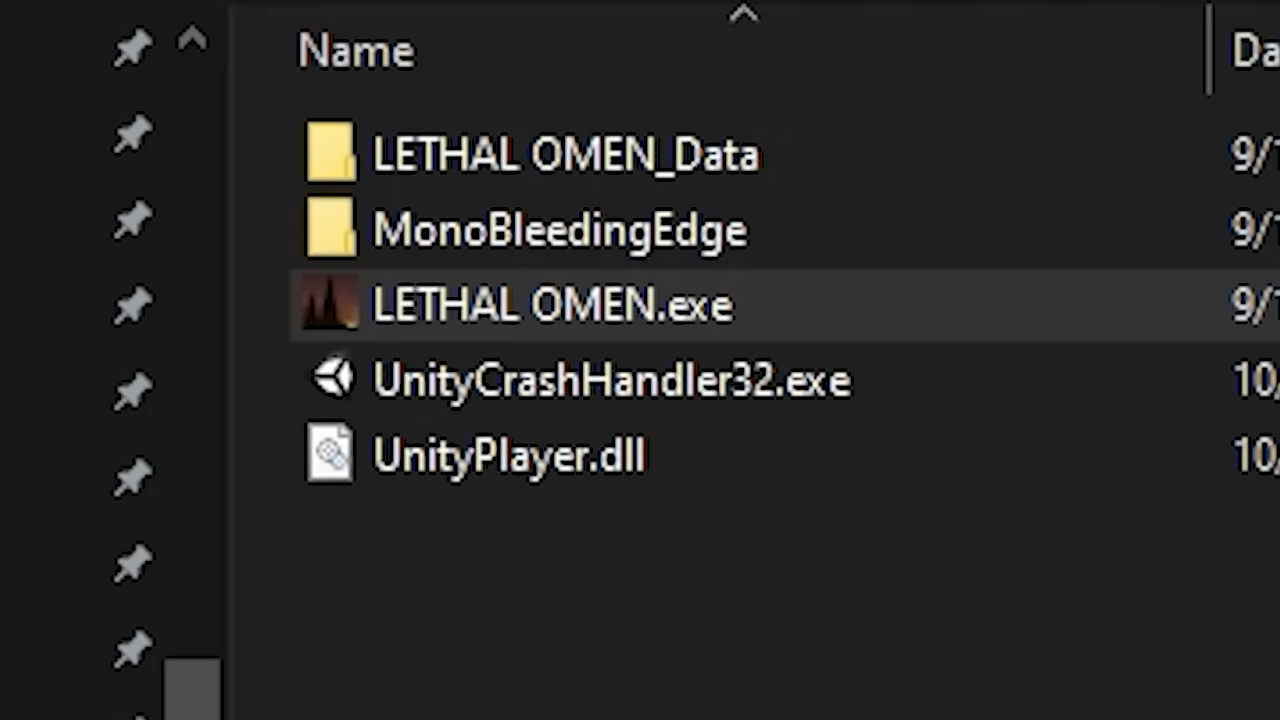 Name
LETHAL OMEN_Data
MonoBleedingEdge
LETHAL OMEN.exe
UnityCrashHandler32.exe
UnityPlayer.dll